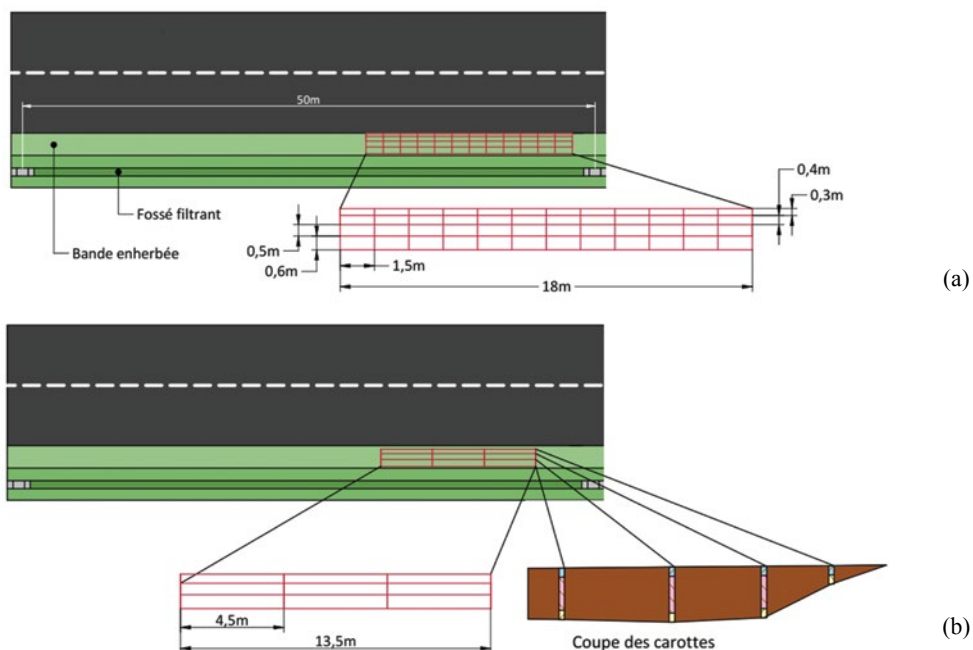 50m
0,4m
0,3m
Fossé filtrant
Bande enherbée
0,5m
0,6m
1,5m
18m
(a)
4,5m
13,5m
Coupe des carottes
(b)